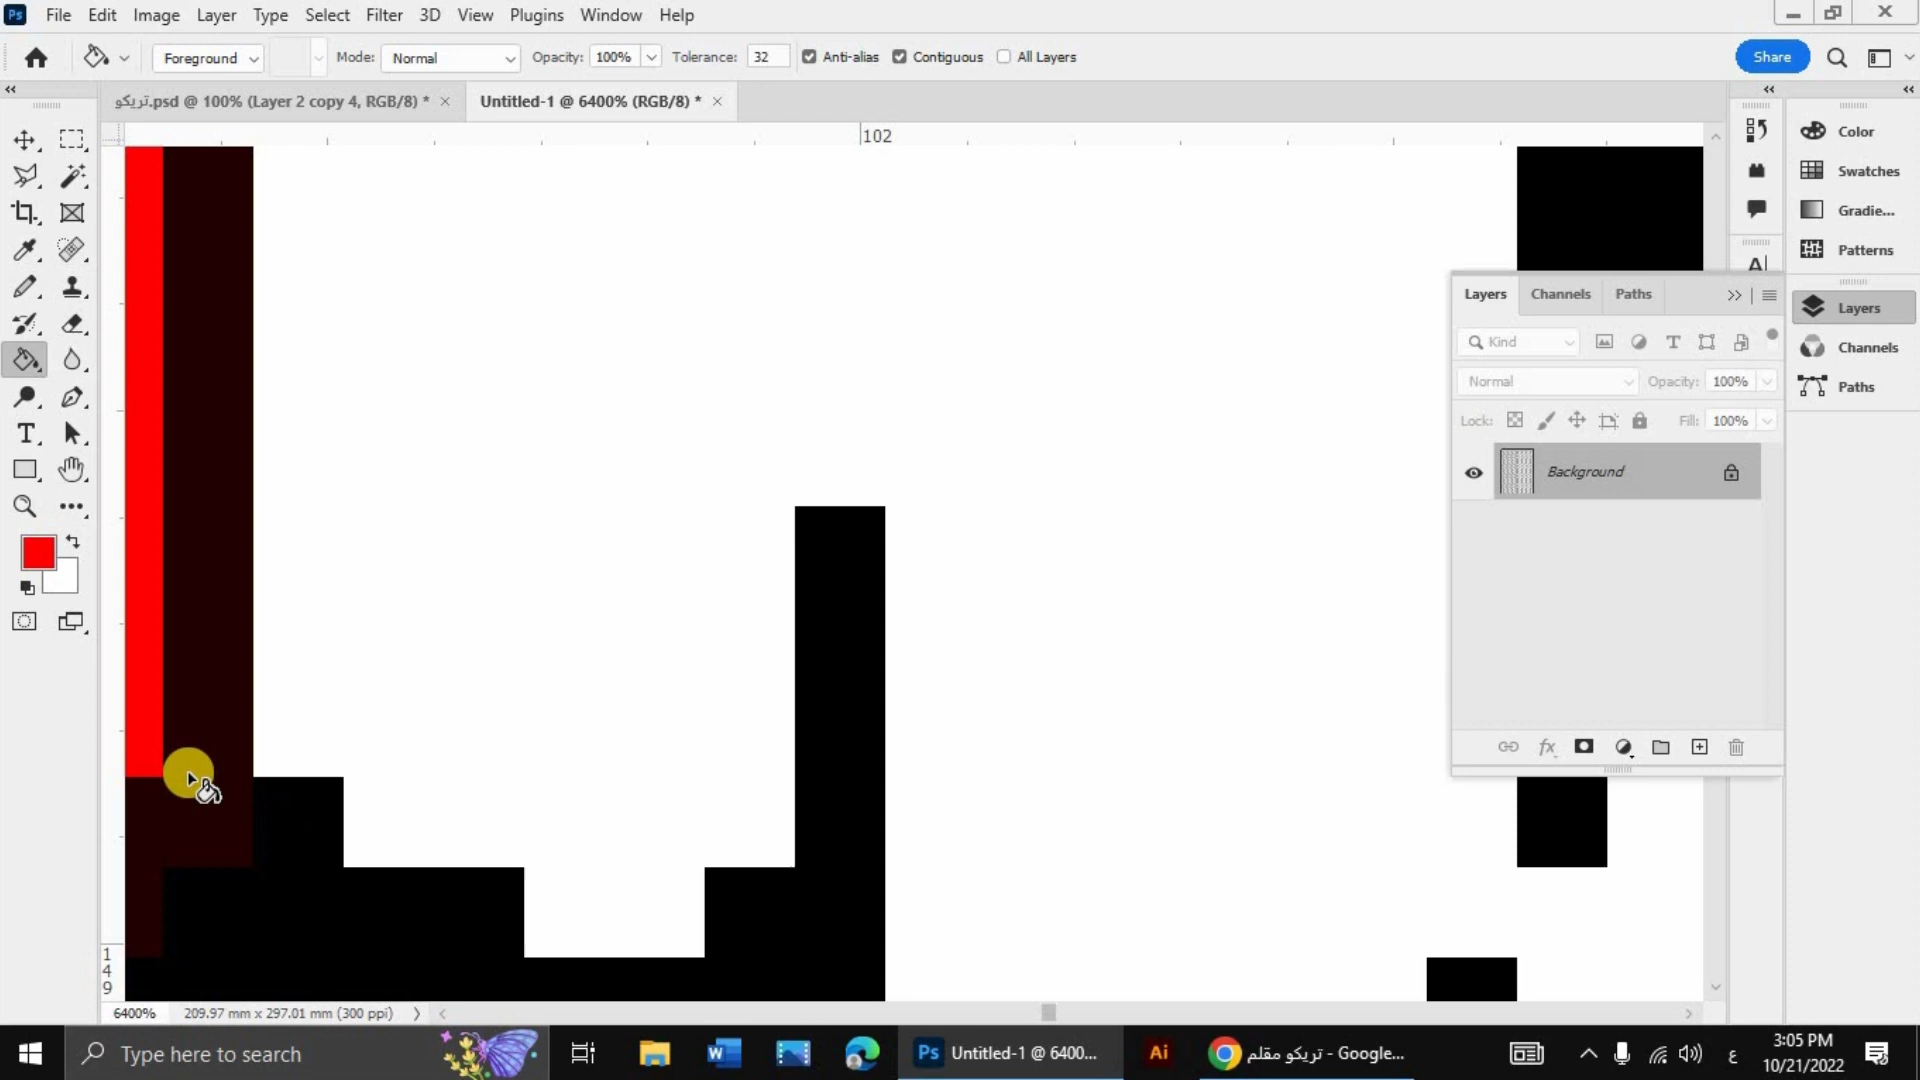 Ps File Edit Image Layer Type Select Filter 3D View Plugins Window Help
Foreground Mode: Normal Opacity: 100% Tolerance: 32 Anti-alias Contiguous All Layers Share
تريكو.psd @ 100% (Layer 2 copy 4, RGB/8) * × Untitled-1 @ 6400% (RGB/8) * ×
102
Color
Swatches
Gradie...
Patterns
Layers
Channels
Paths
Layers Channels Paths
Kind
Normal Opacity: 100%
Lock: Fill: 100%
Background
fx
T
A
1
4
9
6400% 209.97 mm x 297.01 mm (300 ppi)
Type here to search
W
Ps Untitled-1 @ 6400...
Ai
تريكو مقلم - Google...
ع
3:05 PM
10/21/2022